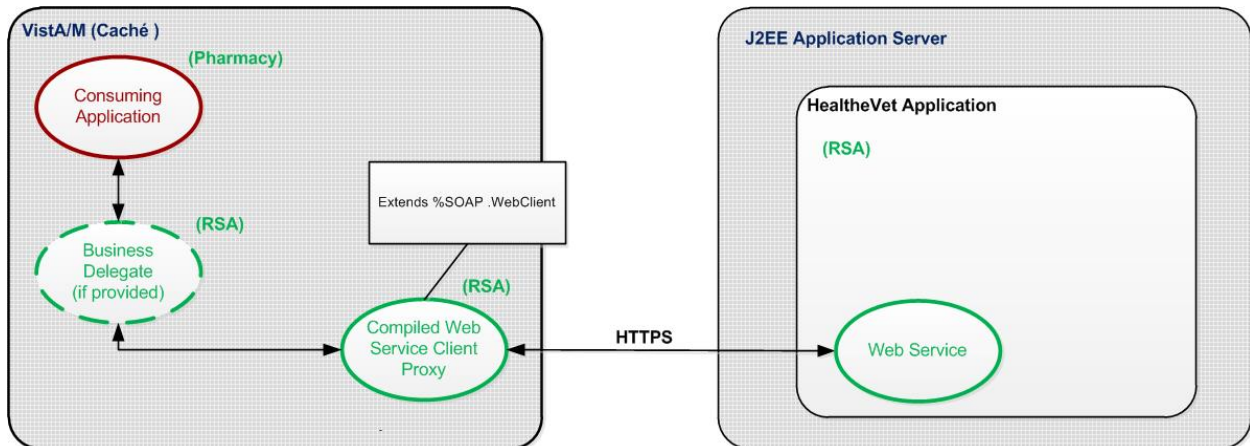 VistA/M (Caché )
(Pharmacy)
Consuming
Application
Extends %SOAP .WebClient
(RSA)
Business
Delegate
(if provided)
(RSA)
Compiled Web
Service Client
Proxy
HTTPS
J2EE Application Server
HealtheVet Application
(RSA)
Web Service